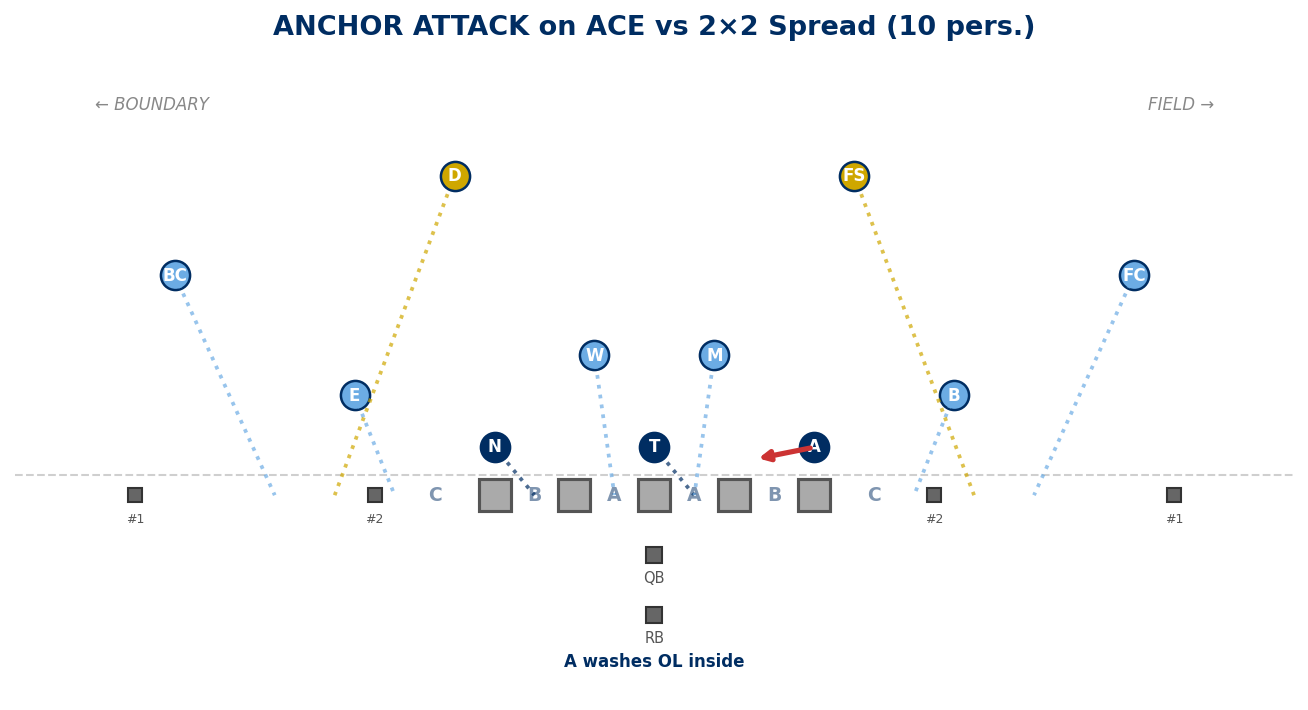 ANCHOR ATTACK on ACE vs 2×2 Spread (10 pers.)
← BOUNDARY
FIELD →
D
FS
BC
FC
W
M
E
B
N
T
A
C
B
A
A
B
C
#1
#2
#2
#1
QB
RB
A washes OL inside